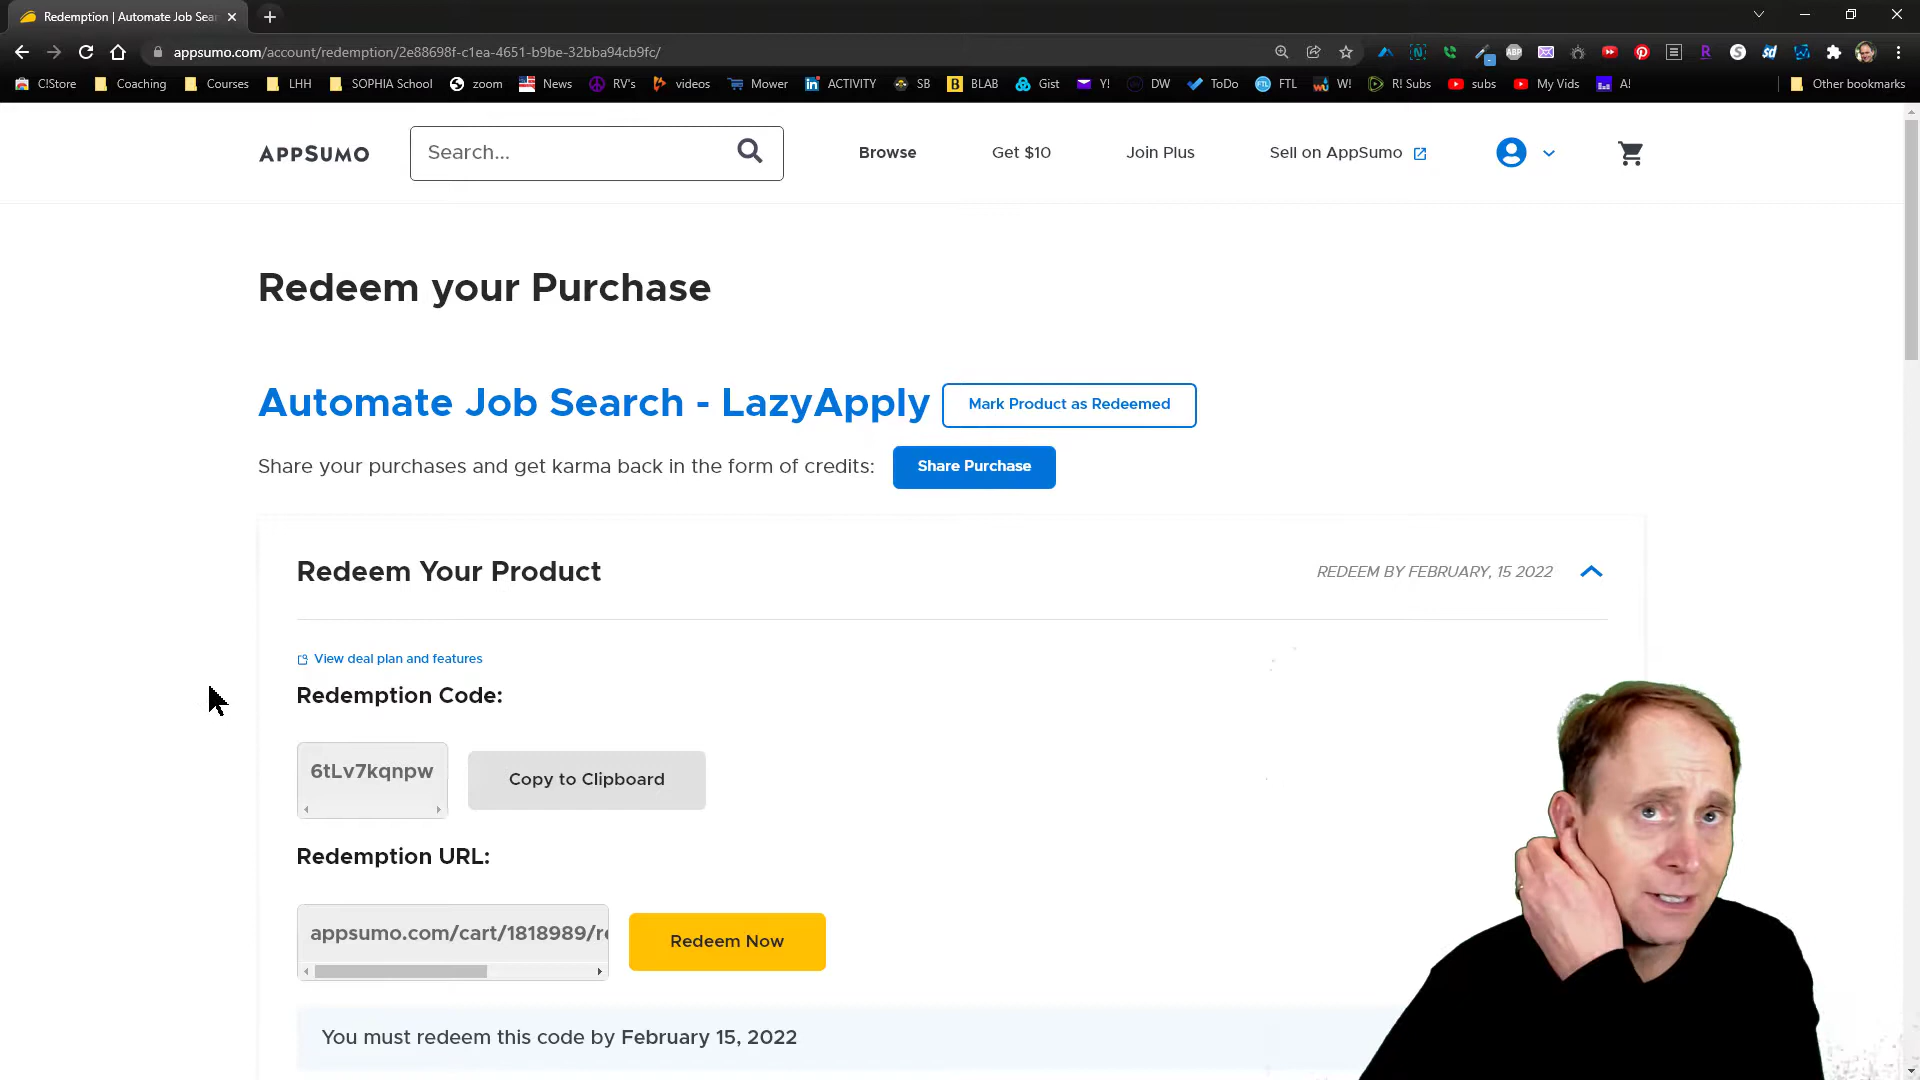 Redemption | Automate Job Sear
appsumo.com/account/redemption/2e88698f-c1ea-4651-b9be-32bba94cb9fc/
C!Store Coaching Courses LHH SOPHIA School zoom News RV's videos Mower ACTIVITY SB BLAB Gist Y! DW ToDo FTL W! R! Subs subs My Vids A! Other bookmarks
APPSUMO Search... Browse Get $10 Join Plus Sell on AppSumo
Redeem your Purchase
Automate Job Search - LazyApply Mark Product as Redeemed
Share your purchases and get karma back in the form of credits: Share Purchase
Redeem Your Product REDEEM BY FEBRUARY, 15 2022
View deal plan and features
Redemption Code:
6tLv7kqnpw Copy to Clipboard
Redemption URL:
appsumo.com/cart/1818989/re Redeem Now
You must redeem this code by February 15, 2022